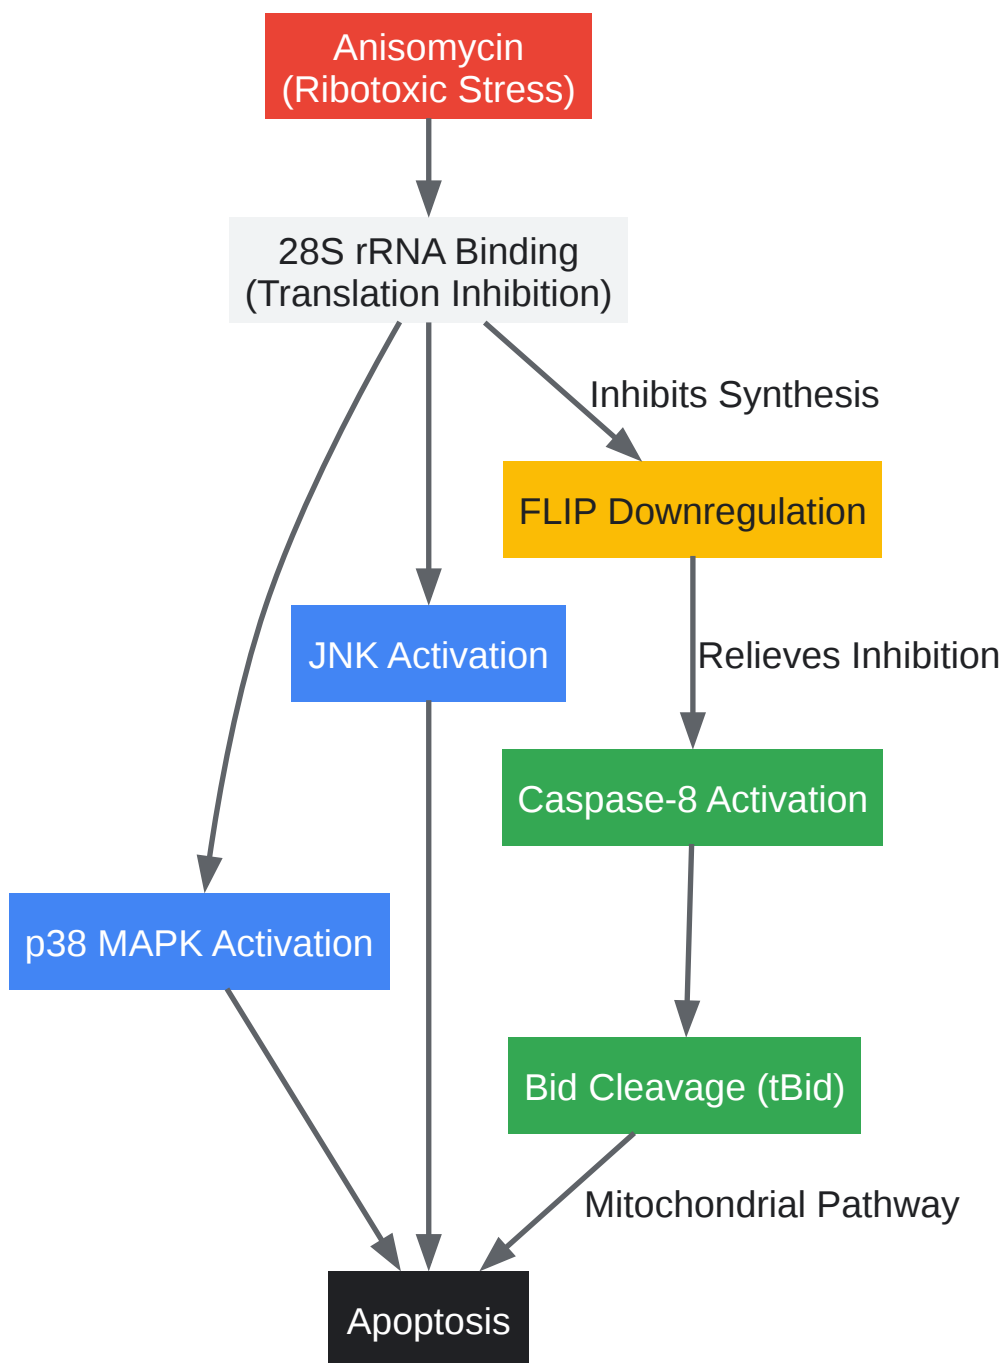 Anisomycin
(Ribotoxic Stress)
28S rRNA Binding
(Translation Inhibition)
Inhibits Synthesis
FLIP Downregulation
JNK Activation
Relieves Inhibition
Caspase-8 Activation
p38 MAPK Activation
Bid Cleavage (tBid)
Mitochondrial Pathway
Apoptosis